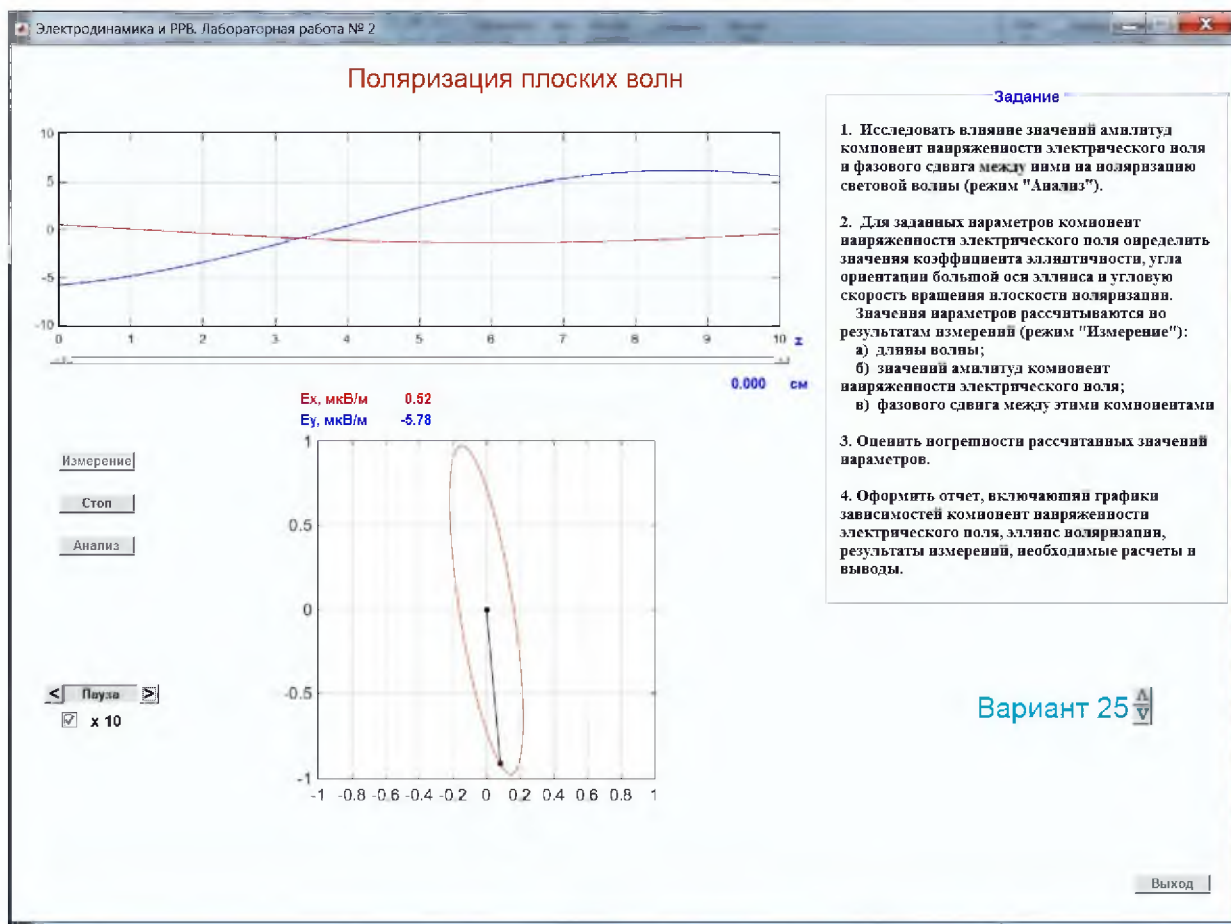 Электродинамика и РРВ. Лабораторная работа № 2
Поляризация плоских волн
10
5
0
-5
-10
0 1 2 3 4 5 6 7 8 9 10 z
0.000 см
Ex, мкВ/м 0.52
Ey, мкВ/м -5.78
Измерение
Стоп
Анализ
< Пауза >
x 10
1
0.5
0
-0.5
-1
-1 -0.8 -0.6 -0.4 -0.2 0 0.2 0.4 0.6 0.8 1
Задание
1. Исследовать влияние значений амплитуд
компонент напряженности электрического поля
и фазового сдвига между ними на поляризацию
световой волны (режим "Анализ").
2. Для заданных параметров компонент
напряженности электрического поля определить
значения коэффициента эллиптичности, угла
ориентации большой оси эллипса и угловую
скорость вращения плоскости поляризации.
Значения параметров рассчитываются по
результатам измерений (режим "Измерение"):
а) длины волны;
б) значений амплитуд компонент
напряженности электрического поля;
в) фазового сдвига между этими компонентами
3. Оценить погрешности рассчитанных значений
параметров.
4. Оформить отчет, включающий графики
зависимостей компонент напряженности
электрического поля, эллипс поляризации,
результаты измерений, необходимые расчеты и
выводы.
Вариант 25
Выход